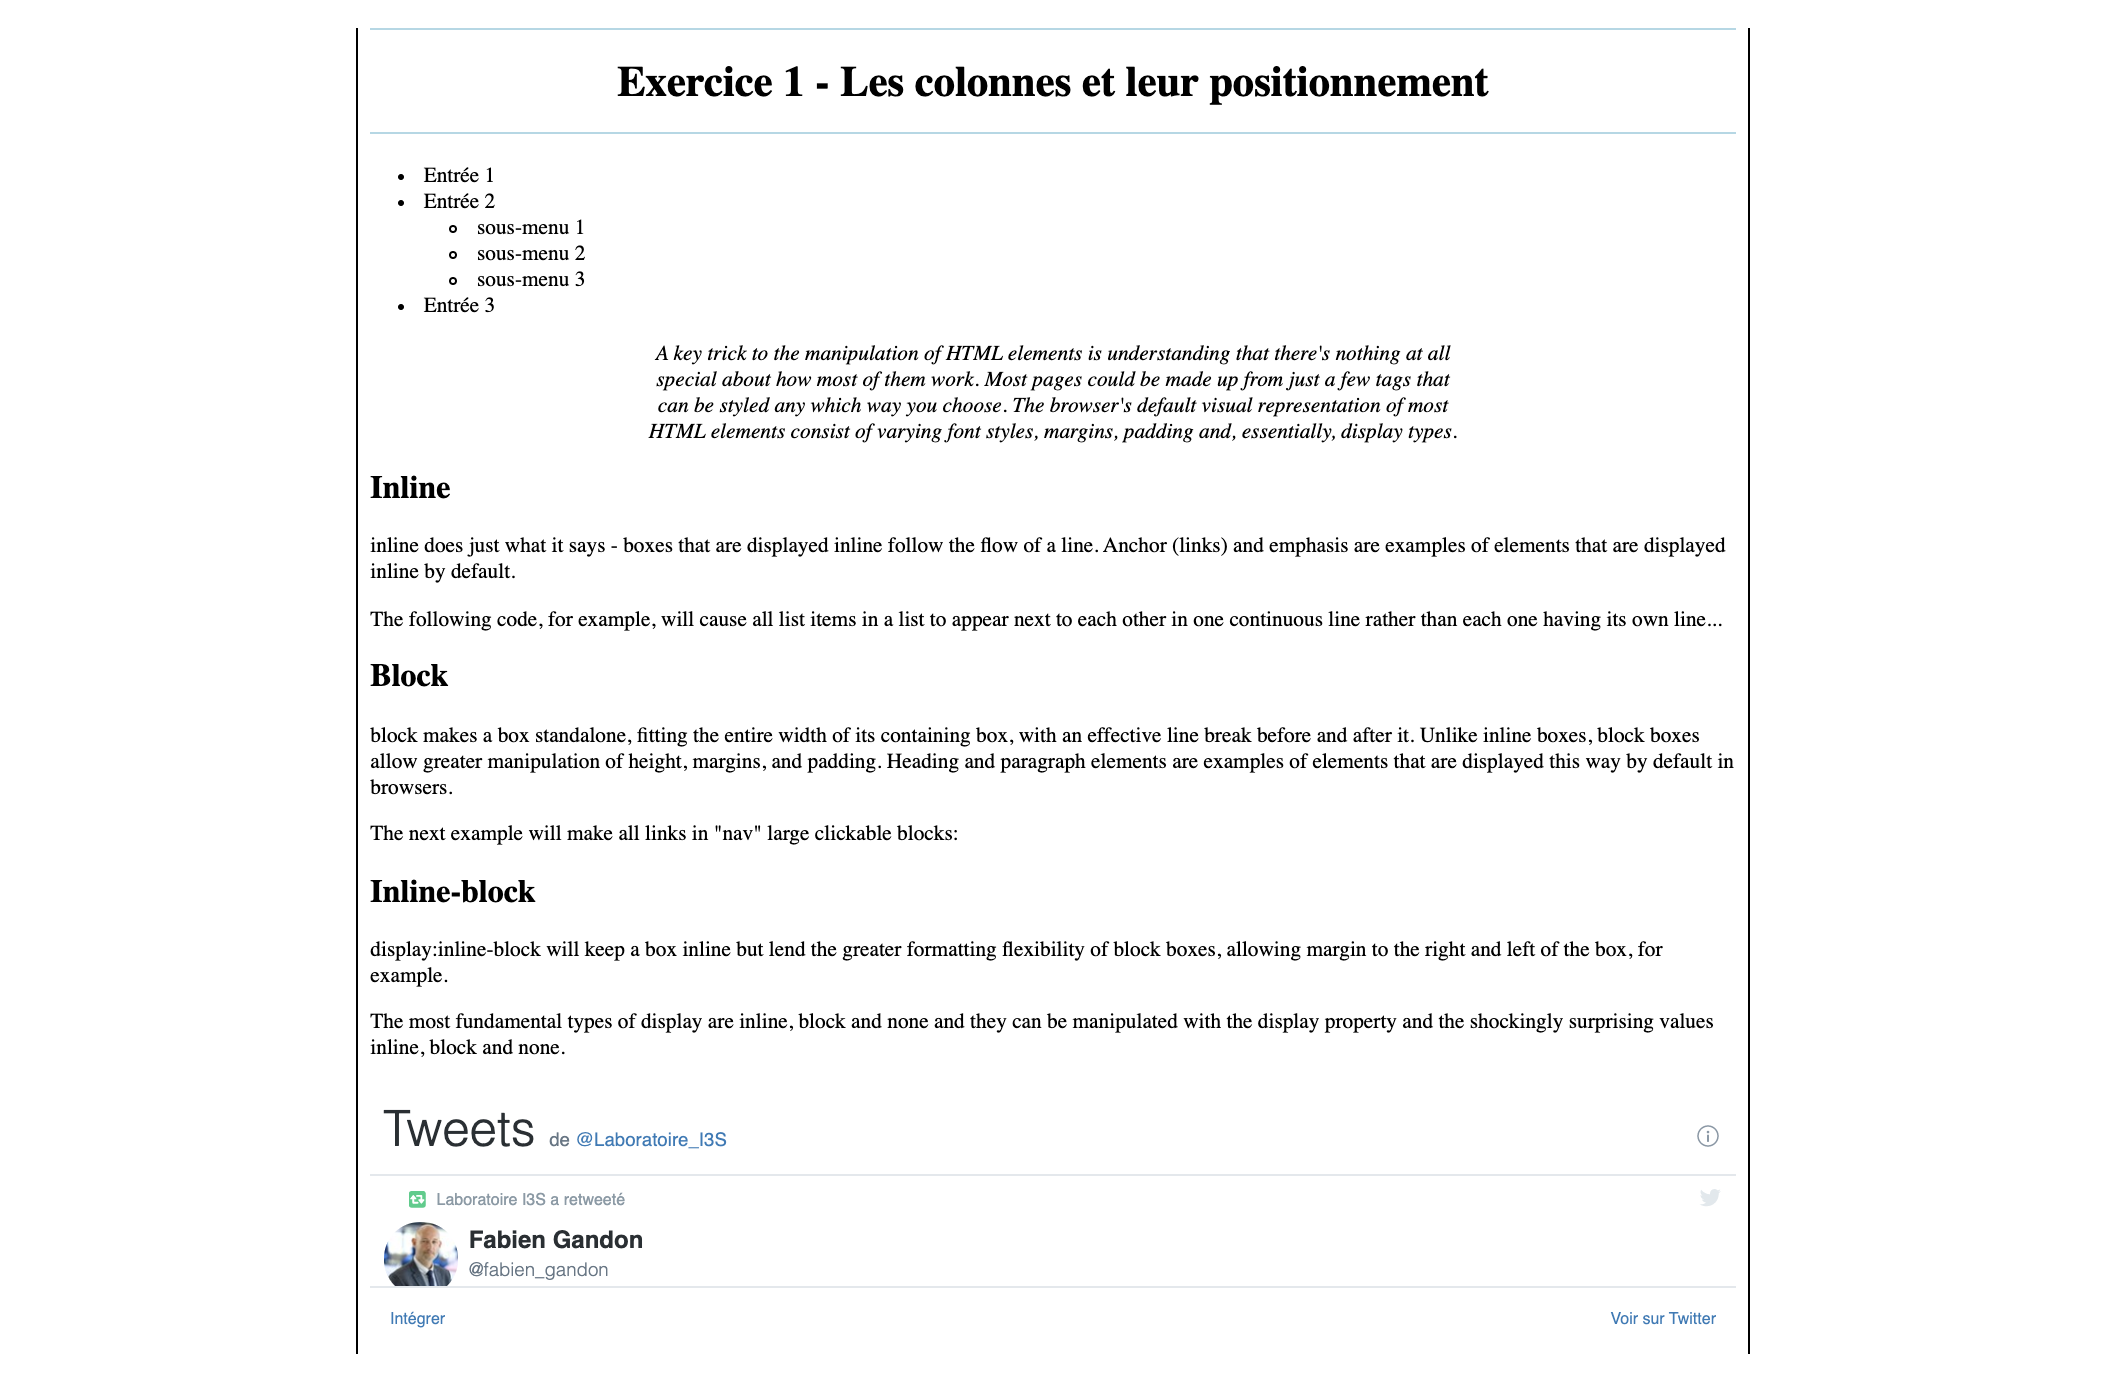 Exercice 1 - Les colonnes et leur positionnement
Entrée 1
Entrée 2
sous-menu 1
sous-menu 2
sous-menu 3
Entrée 3
A key trick to the manipulation of HTML elements is understanding that there's nothing at all
special about how most of them work. Most pages could be made up from just a few tags that
can be styled any which way you choose. The browser's default visual representation of most
HTML elements consist of varying font styles, margins, padding and, essentially, display types.
Inline
inline does just what it says - boxes that are displayed inline follow the flow of a line. Anchor (links) and emphasis are examples of elements that are displayed
inline by default.
The following code, for example, will cause all list items in a list to appear next to each other in one continuous line rather than each one having its own line...
Block
block makes a box standalone, fitting the entire width of its containing box, with an effective line break before and after it. Unlike inline boxes, block boxes
allow greater manipulation of height, margins, and padding. Heading and paragraph elements are examples of elements that are displayed this way by default in
browsers.
The next example will make all links in "nav" large clickable blocks:
Inline-block
display:inline-block will keep a box inline but lend the greater formatting flexibility of block boxes, allowing margin to the right and left of the box, for
example.
The most fundamental types of display are inline, block and none and they can be manipulated with the display property and the shockingly surprising values
inline, block and none.
Tweets de @Laboratoire_I3S
Laboratoire I3S a retweeté
Fabien Gandon
@fabien_gandon
Intégrer Voir sur Twitter